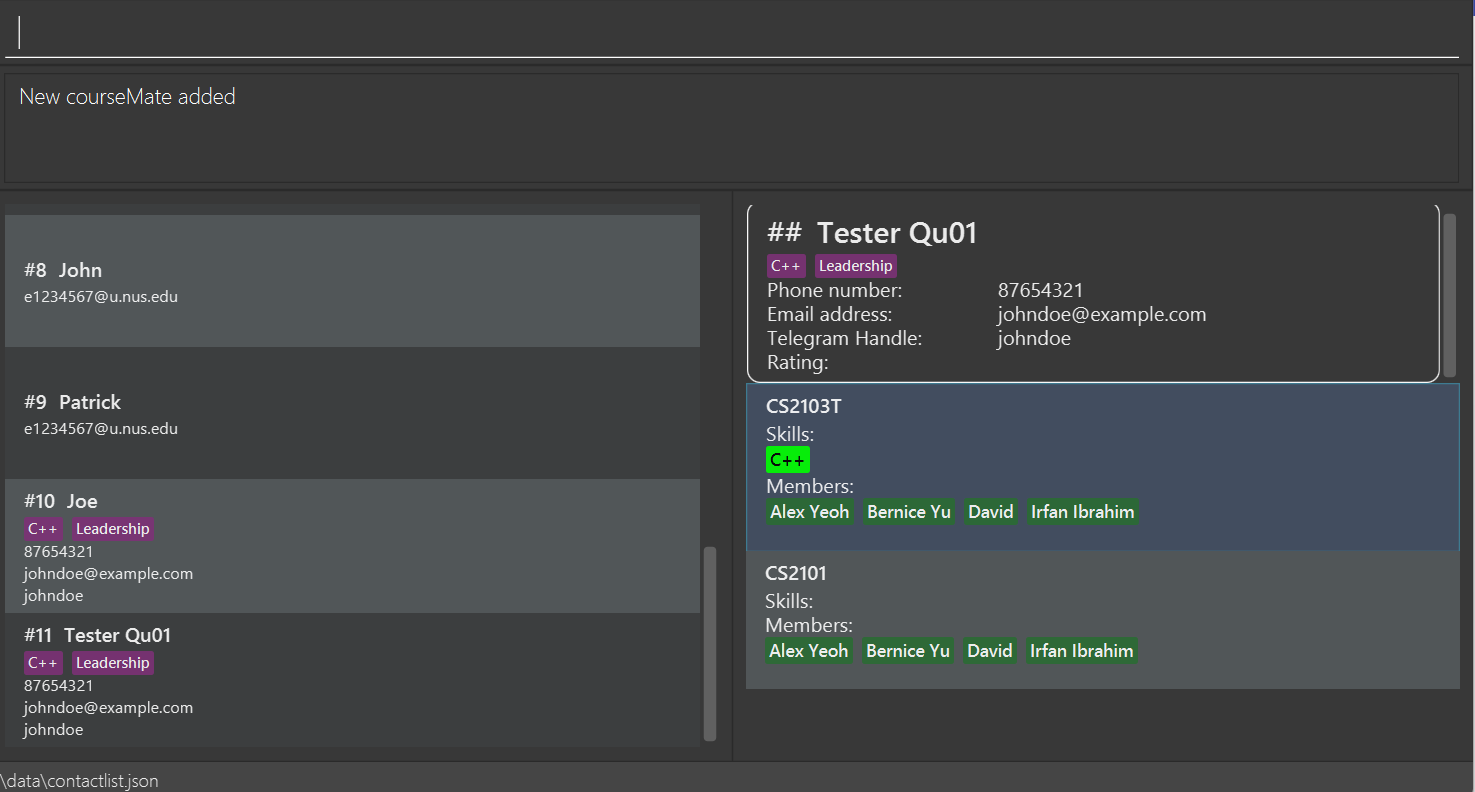 New courseMate added
#8 John
e1234567@u.nus.edu
#9 Patrick
e1234567@u.nus.edu
#10 Joe
C++ Leadership
87654321
johndoe@example.com
johndoe
#11 Tester Qu01
C++ Leadership
87654321
johndoe@example.com
johndoe
## Tester Qu01
C++ Leadership
Phone number: 87654321
Email address: johndoe@example.com
Telegram Handle: johndoe
Rating:
CS2103T
Skills:
C++
Members:
Alex Yeoh Bernice Yu David Irfan Ibrahim
CS2101
Skills:
Members:
Alex Yeoh Bernice Yu David Irfan Ibrahim
\data\contactlist.json